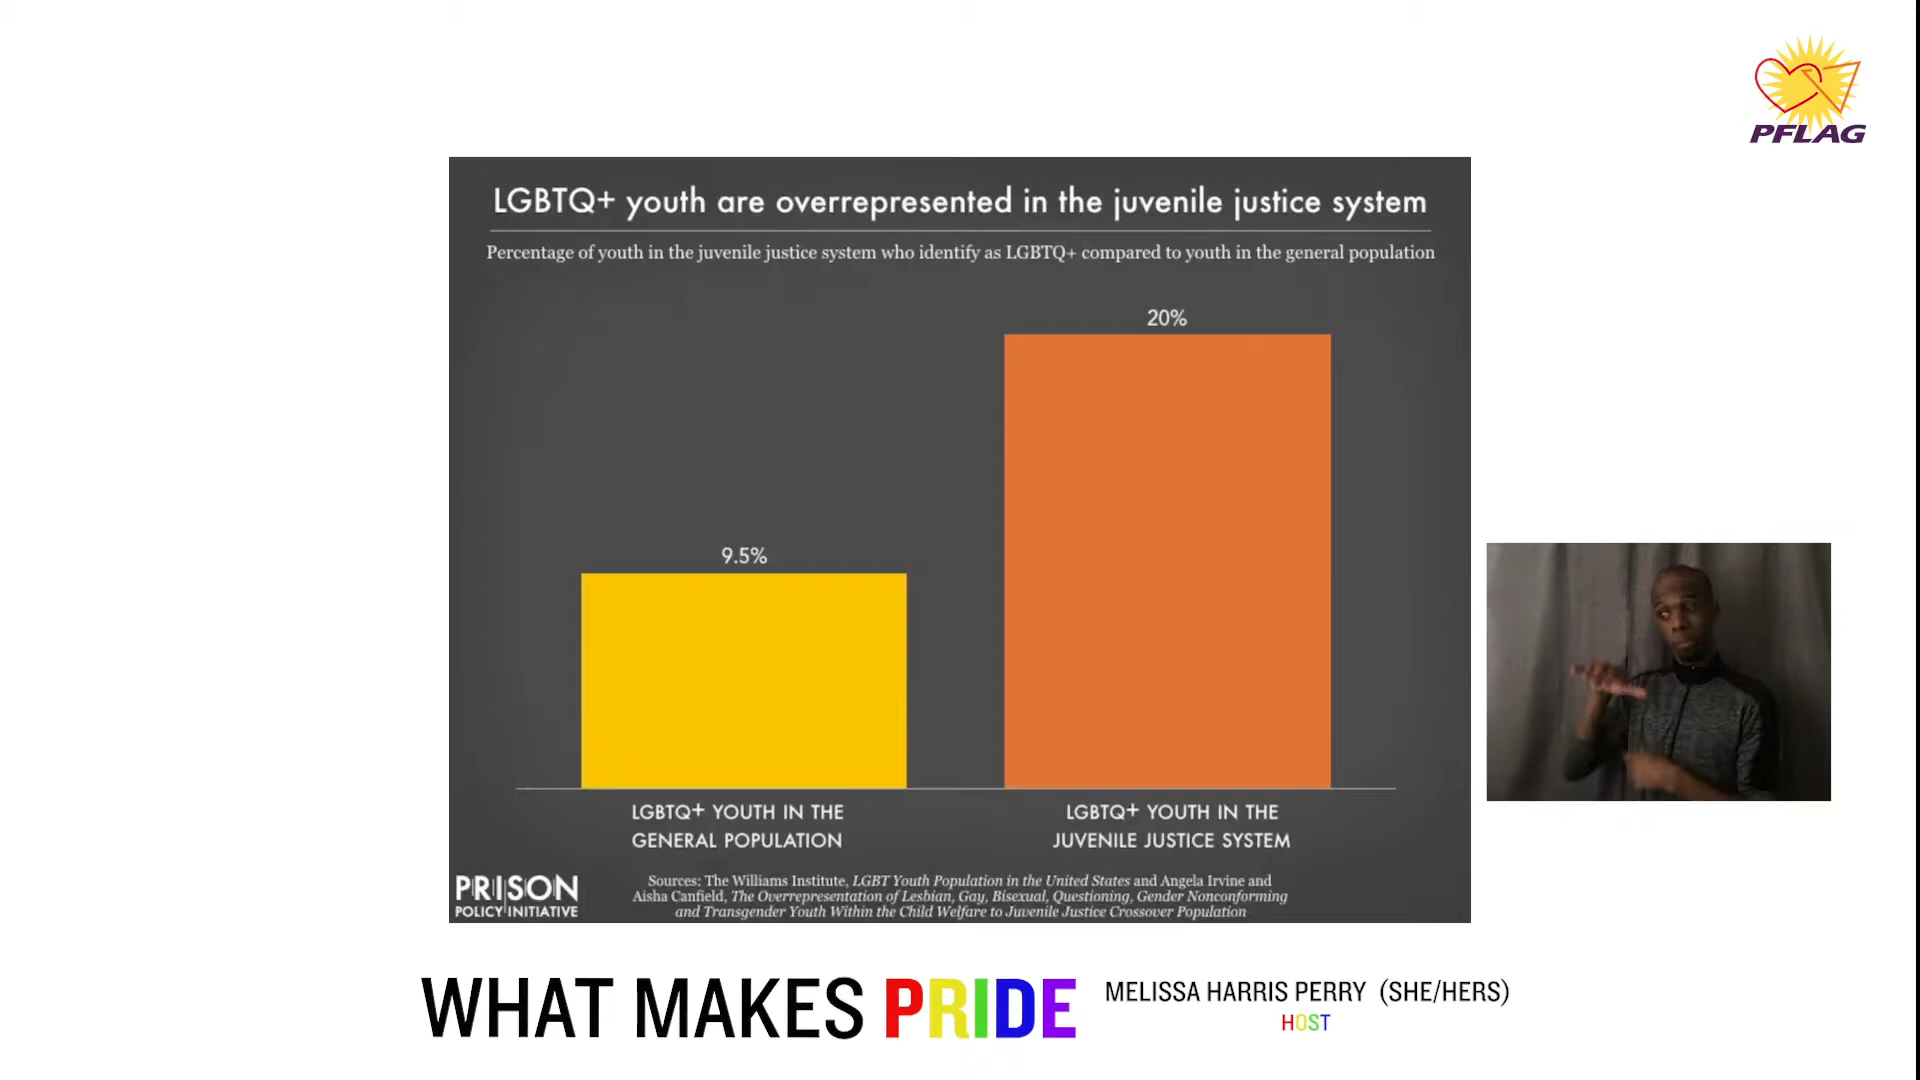 PFLAG
LGBTQ+ youth are overrepresented in the juvenile justice system
Percentage of youth in the juvenile justice system who identify as LGBTQ+ compared to youth in the general population
20%
9.5%
LGBTQ+ YOUTH IN THE
GENERAL POPULATION
LGBTQ+ YOUTH IN THE
JUVENILE JUSTICE SYSTEM
PRISON
POLICY INITIATIVE
Sources: The Williams Institute, LGBT Youth Population in the United States and Angela Irvine and
Aisha Canfield, The Overrepresentation of Lesbian, Gay, Bisexual, Questioning, Gender Nonconforming
and Transgender Youth Within the Child Welfare to Juvenile Justice Crossover Population
WHAT MAKES PRIDE
MELISSA HARRIS PERRY (SHE/HERS)
HOST